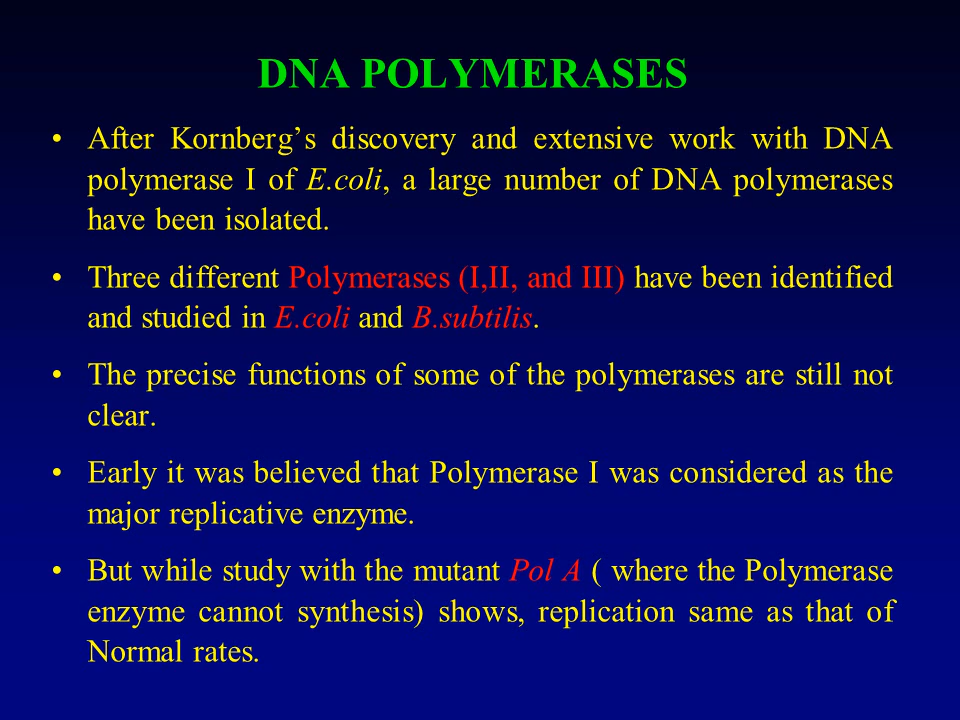 DNA POLYMERASES
• After Kornberg’s discovery and extensive work with DNA
polymerase I of E.coli, a large number of DNA polymerases
have been isolated.
• Three different Polymerases (I,II, and III) have been identified
and studied in E.coli and B.subtilis.
• The precise functions of some of the polymerases are still not
clear.
• Early it was believed that Polymerase I was considered as the
major replicative enzyme.
• But while study with the mutant Pol A ( where the Polymerase
enzyme cannot synthesis) shows, replication same as that of
Normal rates.